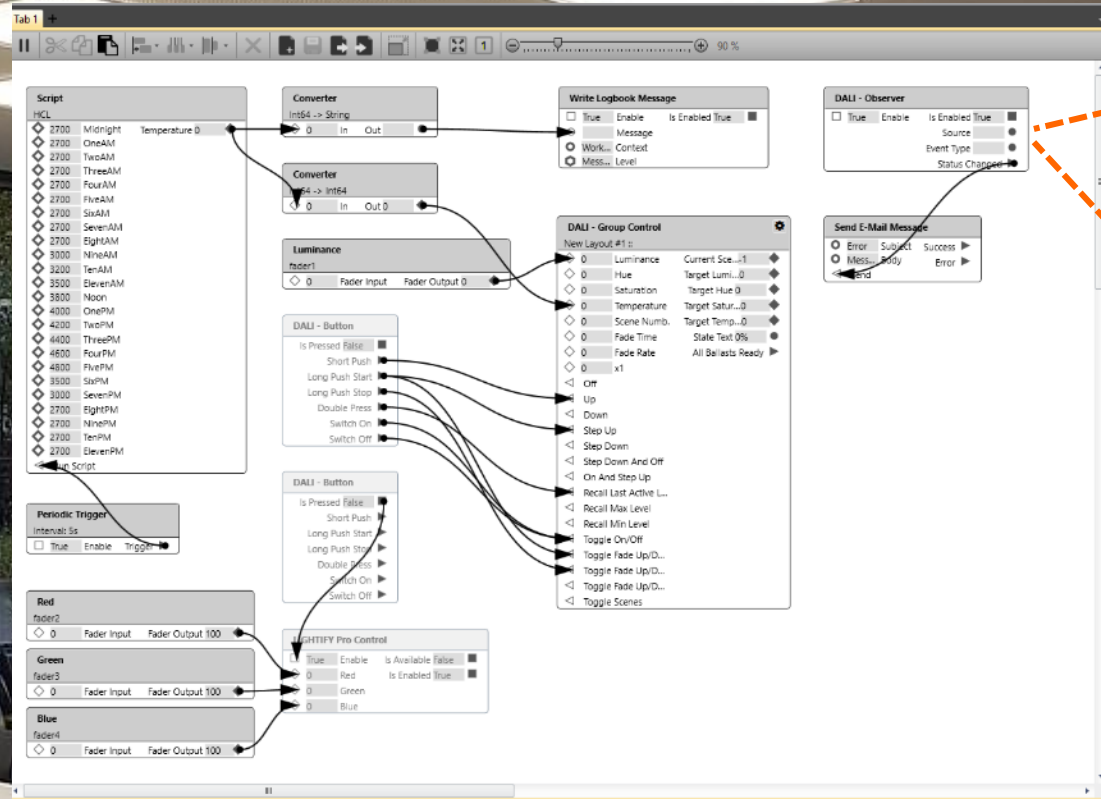 Tab 1 +
1
90 %
Script
HCL
2700 Midnight Temperature 0
2700 OneAM
2700 TwoAM
2700 ThreeAM
2700 FourAM
2700 FiveAM
2700 SixAM
2700 SevenAM
2700 EightAM
3000 NineAM
3200 TenAM
3500 ElevenAM
3800 Noon
4000 OnePM
4200 TwoPM
4400 ThreePM
4600 FourPM
4800 FivePM
3500 SixPM
3000 SevenPM
2700 EightPM
2700 NinePM
2700 TenPM
2700 ElevenPM
Script
Periodic Trigger
Interval: 5s
True Enable Trigger
Red
fader2
0 Fader Input Fader Output 100
Green
fader3
0 Fader Input Fader Output 100
Blue
fader4
0 Fader Input Fader Output 100
Converter
Int64 -> String
0 In Out
Converter
-> Int64
0 In Out 0
Luminance
fader1
0 Fader Input Fader Output 0
DALI - Button
Is Pressed False
Short Push
Long Push Start
Long Push Stop
Double Press
Switch On
Switch Off
DALI - Button
Is Pressed False
Short Push
Long Push Start
Long Push Stop
Double Press
Switch On
Switch Off
LIGHTIFY Pro Control
True Enable Is Available False
0 Red Is Enabled True
0 Green
0 Blue
Write Logbook Message
True Enable Is Enabled True
Message
Work... Context
Mess... Level
DALI - Group Control
New Layout #1 ::
0 Luminance Current Sce...-1
0 Hue Target Lumi...0
0 Saturation Target Hue 0
0 Temperature Target Satur...0
0 Scene Numb. Target Temp...0
0 Fade Time State Text 0%
0 Fade Rate All Ballasts Ready
0 x1
Off
Up
Down
Step Up
Step Down
Step Down And Off
On And Step Up
Recall Last Active L...
Recall Max Level
Recall Min Level
Toggle On/Off
Toggle Fade Up/D...
Toggle Fade Up/D...
Toggle Fade Up/D...
Toggle Scenes
DALI - Observer
True Enable Is Enabled True
Source
Event Type
Status Changed
Send E-Mail Message
Error Subject Success
Mess... Body Error
Send